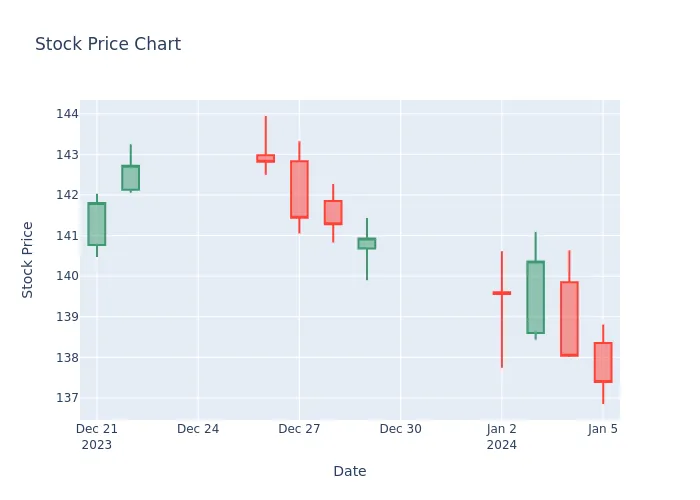 Stock Price Chart
144
143
142
141
140
139
138
137
Stock Price
Dec 21
2023
Dec 24
Dec 27
Dec 30
Jan 2
2024
Jan 5
Date